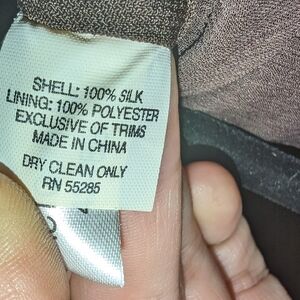 SHELL: 100% SILK
LINING: 100% POLYESTER
EXCLUSIVE OF TRIMS
MADE IN CHINA
DRY CLEAN ONLY
RN 55285